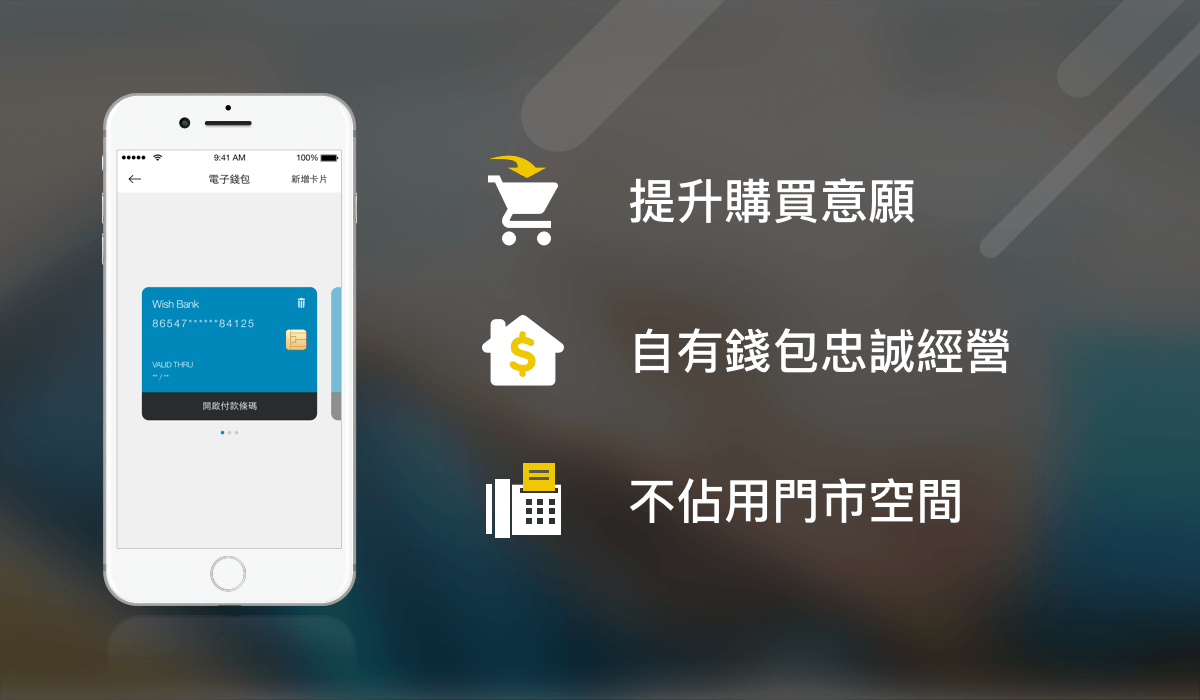 9:41 AM
100%
電子錢包
新增卡片
Wish Bank
86547******84125
VALID THRU
** / **
開啟付款條碼
提升購買意願
自有錢包忠誠經營
不佔用門市空間